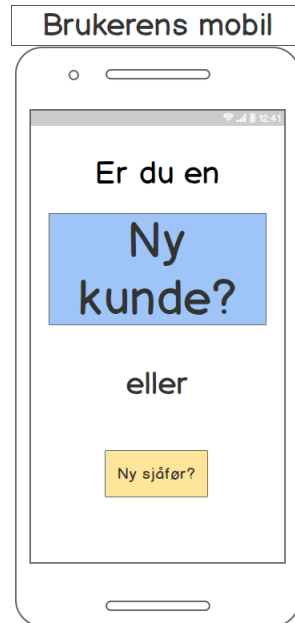 Brukerens mobil
12:41
Er du en
Ny
kunde?
eller
Ny sjåfør?